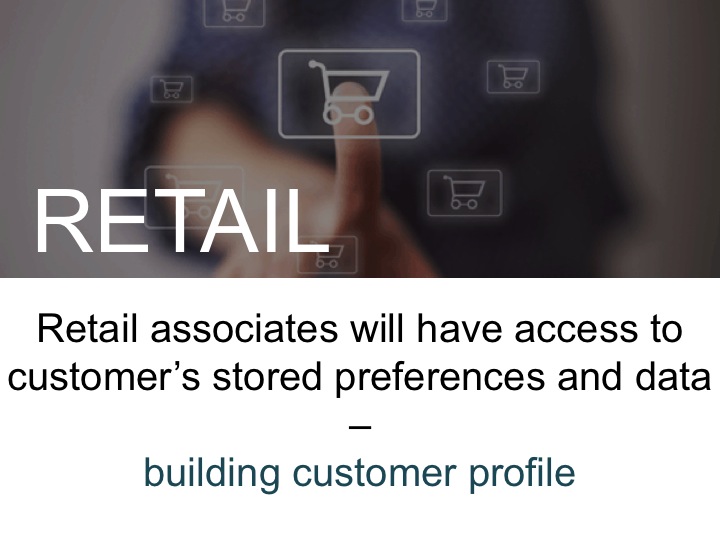 RETAIL
Retail associates will have access to
customer’s stored preferences and data
–
building customer profile